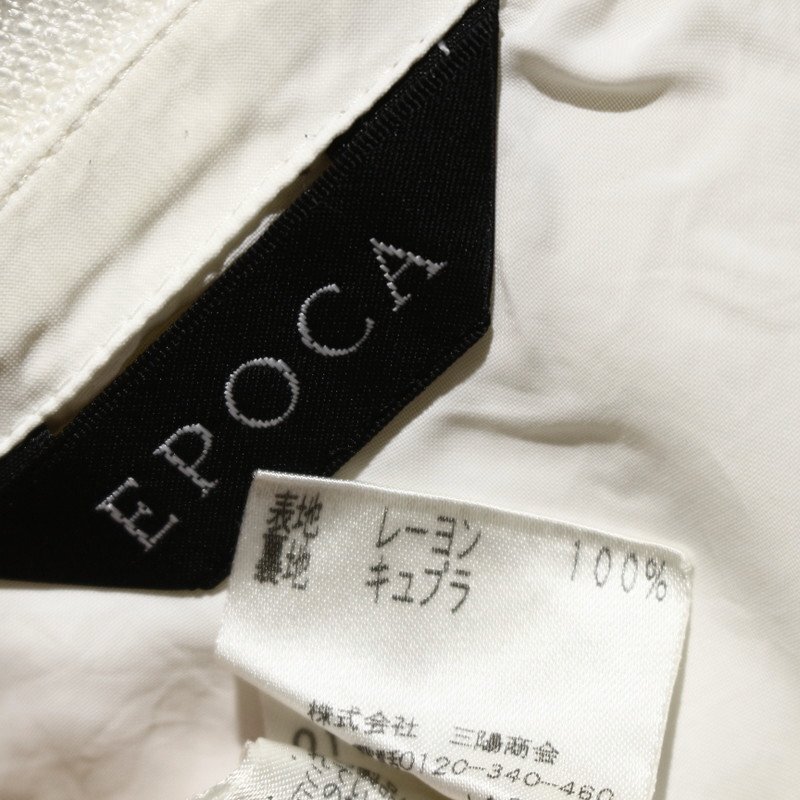 EPOCA
表地 レーヨン 100%
裏地 キュプラ
株式会社 三陽商会
0120-340-460